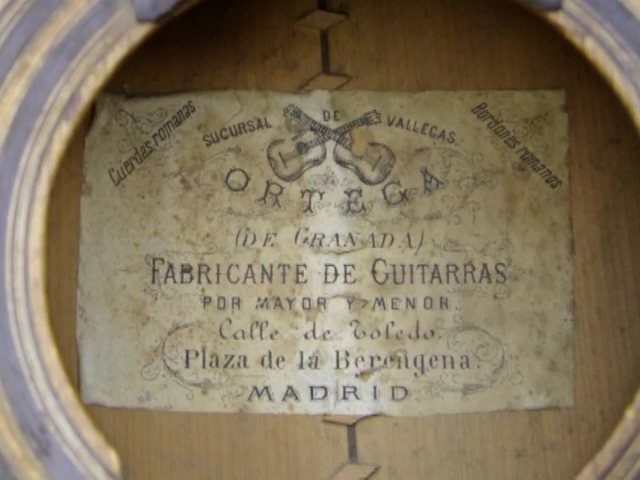 Cuerdas romanas
SUCURSAL DE VALLECAS.
Bordones romanos
ORTEGA
(DE GRANADA)
FABRICANTE DE GUITARRAS
POR MAYOR Y MENOR.
Calle de Toledo.
Plaza de la Berengena.
MADRID